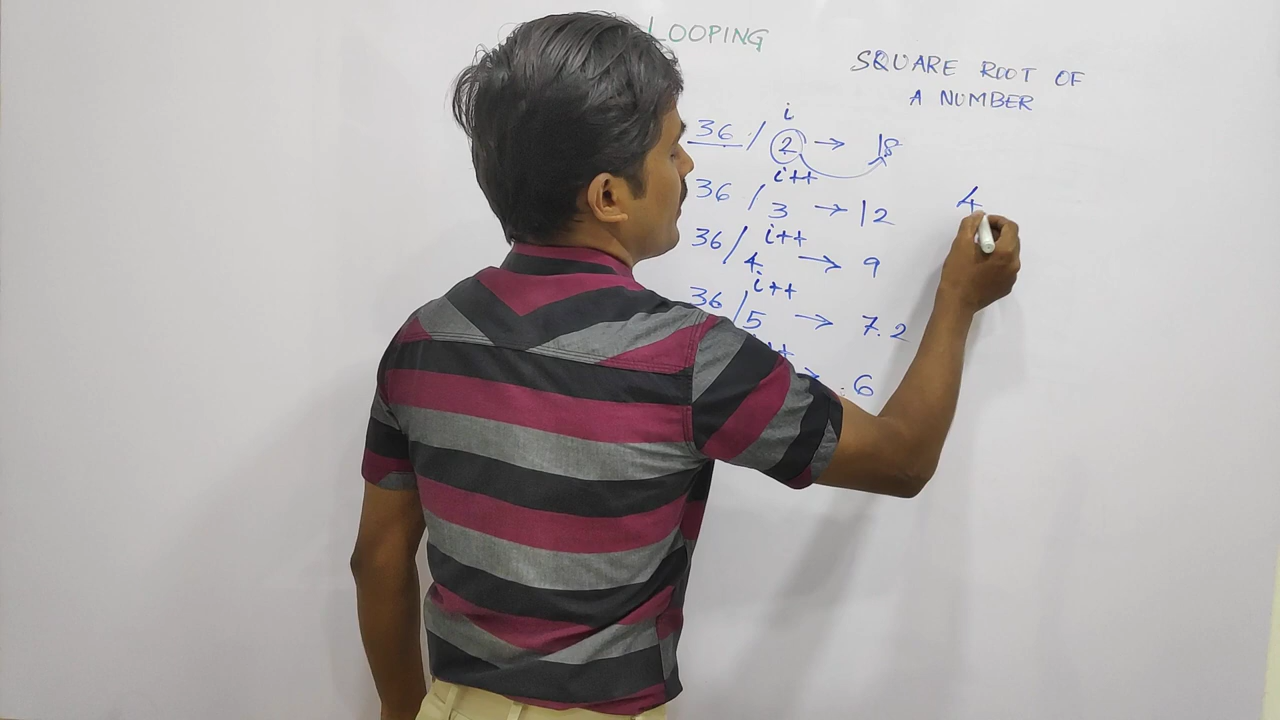 LOOPING
SQUARE ROOT OF
A NUMBER
i
36 / 2 → 18
i++
36 / 3 → 12
4
i++
36 / 4 → 9
i++
36 / 5 → 7.2
6